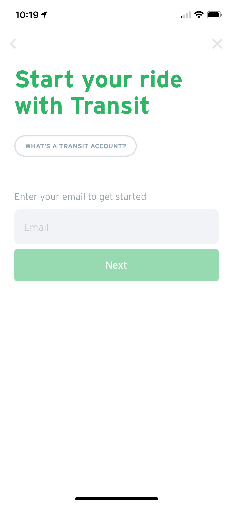 10:19
Start your ride
with Transit
WHAT'S A TRANSIT ACCOUNT?
Enter your email to get started
Email
Next